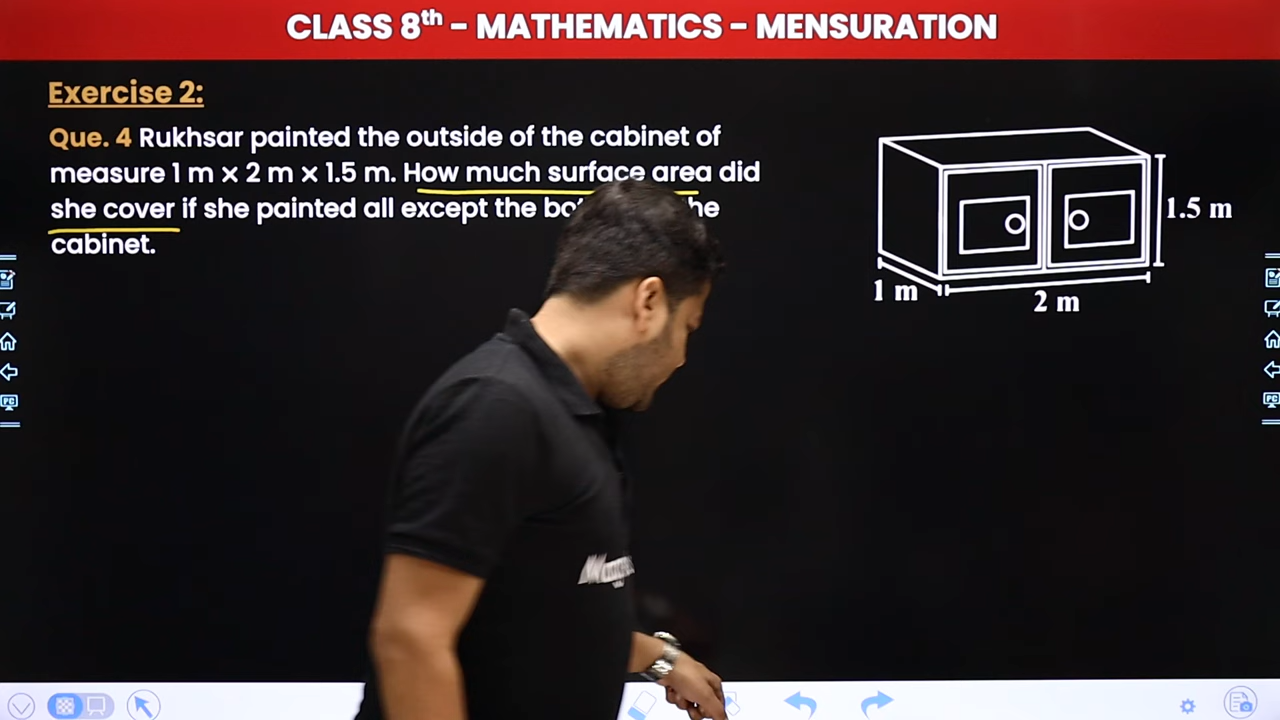 CLASS 8th - MATHEMATICS - MENSURATION
Exercise 2:
Que. 4 Rukhsar painted the outside of the cabinet of
measure 1 m × 2 m × 1.5 m. How much surface area did
she cover if she painted all except the
cabinet.
1.5 m
1 m
2 m